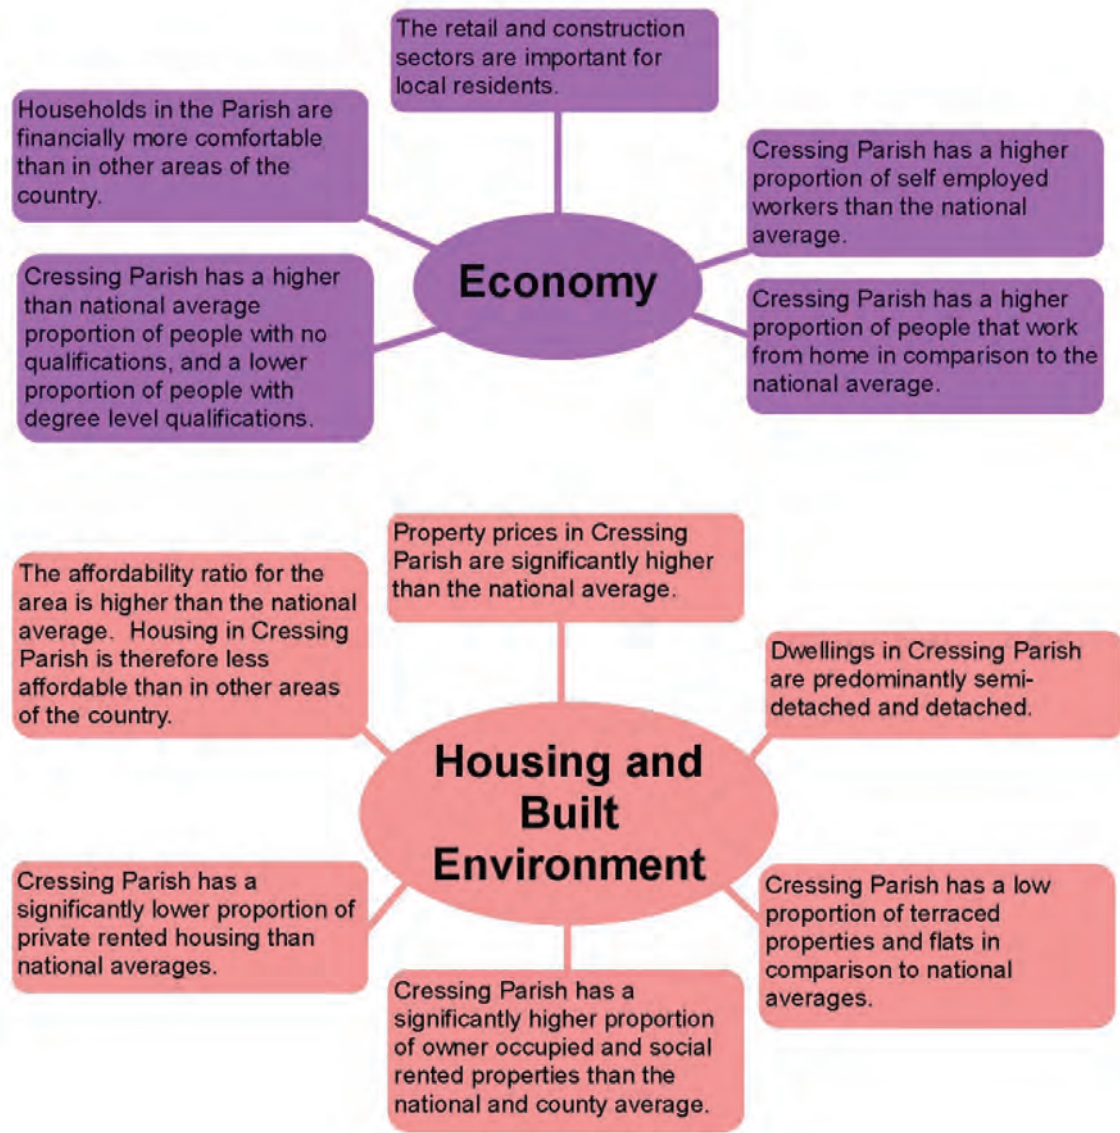 The retail and construction
sectors are important for
local residents.
Households in the Parish are
financially more comfortable
than in other areas of the
country.
Cressing Parish has a higher
proportion of self employed
workers than the national
average.
Economy
Cressing Parish has a higher
than national average
proportion of people with no
qualifications, and a lower
proportion of people with
degree level qualifications.
Cressing Parish has a higher
proportion of people that work
from home in comparison to the
national average.
Property prices in Cressing
Parish are significantly higher
than the national average.
The affordability ratio for the
area is higher than the national
average.  Housing in Cressing
Parish is therefore less
affordable than in other areas
of the country.
Dwellings in Cressing Parish
are predominantly semi-
detached and detached.
Housing and
Built
Environment
Cressing Parish has a
significantly lower proportion of
private rented housing than
national averages.
Cressing Parish has a low
proportion of terraced
properties and flats in
comparison to national
averages.
Cressing Parish has a
significantly higher proportion
of owner occupied and social
rented properties than the
national and county average.